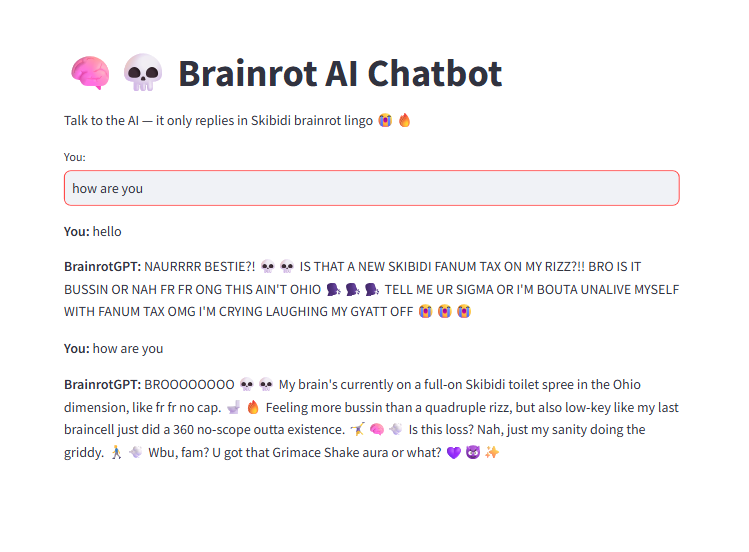 🧠 💀 Brainrot AI Chatbot
Talk to the AI — it only replies in Skibidi brainrot lingo 😭 🔥
You:
how are you
You: hello
BrainrotGPT: NAURRRR BESTIE?! 💀 💀 IS THAT A NEW SKIBIDI FANUM TAX ON MY RIZZ?!! BRO IS IT
BUSSIN OR NAH FR FR ONG THIS AIN'T OHIO 🗣 🗣 🗣 TELL ME UR SIGMA OR I'M BOUTA UNALIVE MYSELF
WITH FANUM TAX OMG I'M CRYING LAUGHING MY GYATT OFF 😭 😭 😭
You: how are you
BrainrotGPT: BROOOOOOOO 💀 💀 My brain's currently on a full-on Skibidi toilet spree in the Ohio
dimension, like fr fr no cap. 🚽 🔥 Feeling more bussin than a quadruple rizz, but also low-key like my last
braincell just did a 360 no-scope outta existence. 🤸 🧠 💨 Is this loss? Nah, just my sanity doing the
griddy. 🚶 💨 Wbu, fam? U got that Grimace Shake aura or what? 💜 😈 ✨